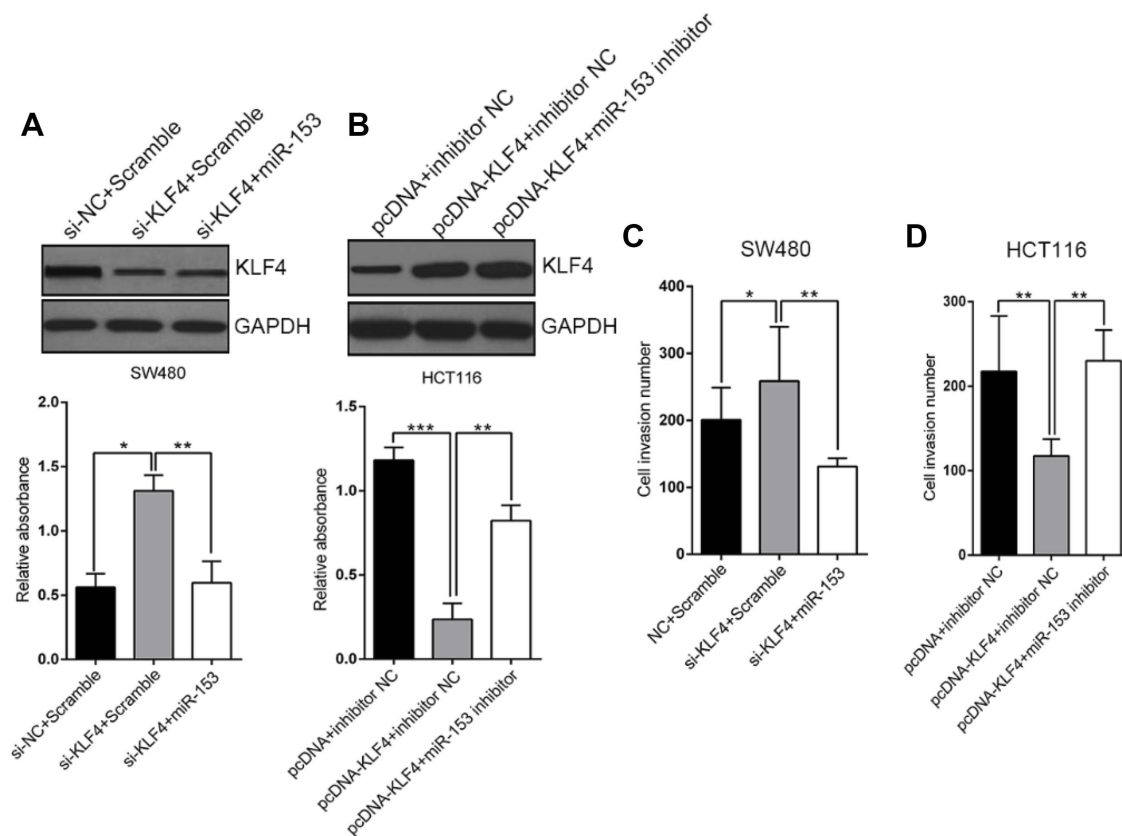 A
si-NC+Scramble
si-KLF4+Scramble
si-KLF4+miR-153
KLF4
GAPDH
SW480
Relative absorbance
2.0
1.5
1.0
0.5
0.0
*
**
si-NC+Scramble
si-KLF4+Scramble
si-KLF4+miR-153
B
pcDNA+inhibitor NC
pcDNA-KLF4+inhibitor NC
pcDNA-KLF4+miR-153 inhibitor
KLF4
GAPDH
HCT116
Relative absorbance
1.5
1.0
0.5
0.0
***
**
pcDNA+inhibitor NC
pcDNA-KLF4+inhibitor NC
pcDNA-KLF4+miR-153 inhibitor
C
SW480
Cell invasion number
400
300
200
100
0
*
**
NC+Scramble
si-KLF4+Scramble
si-KLF4+miR-153
D
HCT116
Cell invasion number
300
200
100
0
**
**
pcDNA+inhibitor NC
pcDNA-KLF4+inhibitor NC
pcDNA-KLF4+miR-153 inhibitor